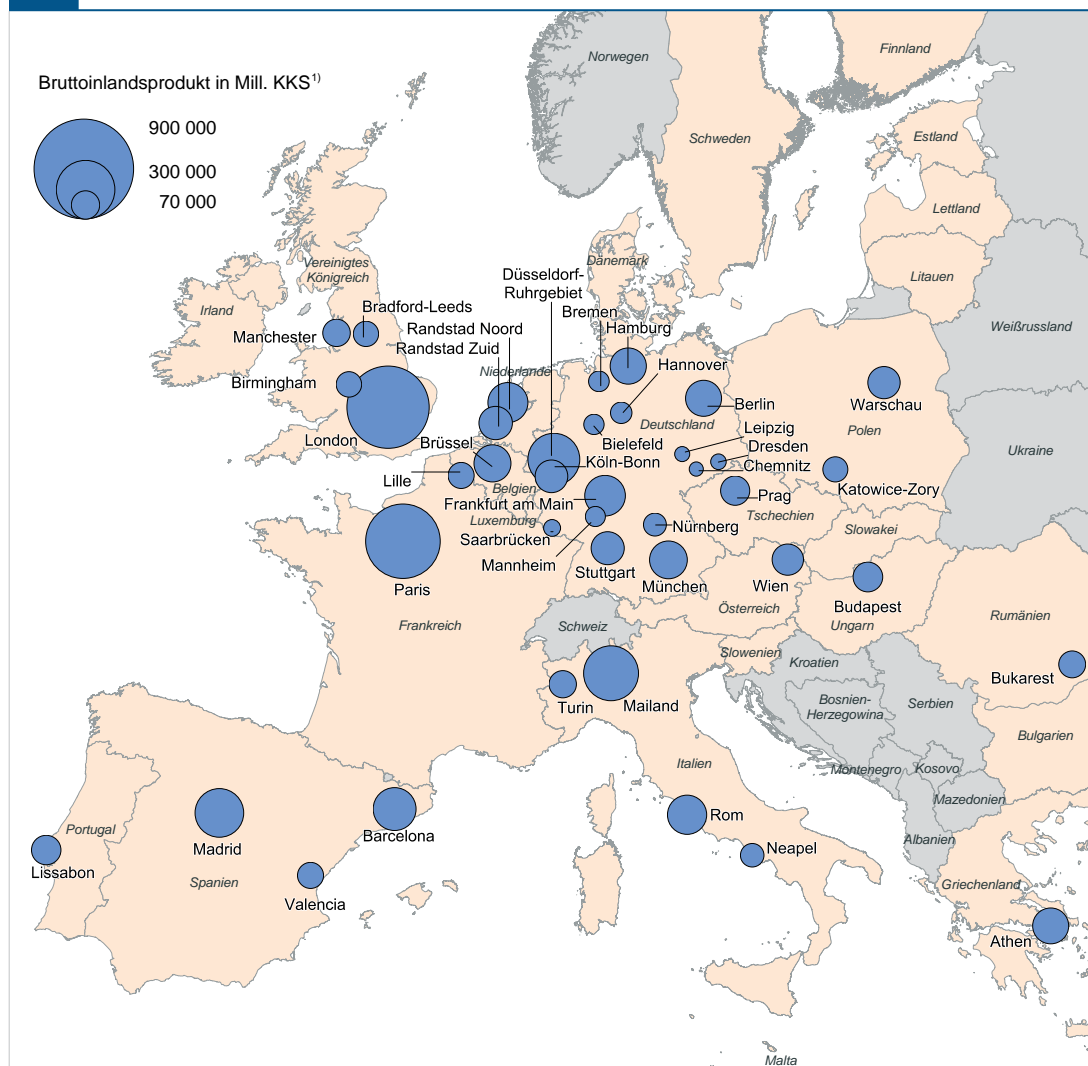 Bruttoinlandsprodukt in Mill. KKS1)
900 000
300 000
70 000
Norwegen
Finnland
Schweden
Estland
Lettland
Litauen
Weißrussland
Ukraine
Vereinigtes
Königreich
Irland
Dänemark
Düsseldorf-
Ruhrgebiet
Bremen
Hamburg
Hannover
Bradford-Leeds
Manchester
Randstad Noord
Randstad Zuid
Niederlande
Birmingham
London
Berlin
Warschau
Polen
Deutschland
Leipzig
Dresden
Chemnitz
Bielefeld
Köln-Bonn
Brüssel
Lille
Belgien
Frankfurt am Main
Luxemburg
Saarbrücken
Mannheim
Nürnberg
Prag
Tschechien
Katowice-Zory
Slowakei
Paris
Stuttgart
München
Wien
Budapest
Österreich
Ungarn
Frankreich
Schweiz
Rumänien
Slowenien
Kroatien
Bukarest
Turin
Mailand
Bosnien-
Herzegowina
Serbien
Bulgarien
Italien
Montenegro
Kosovo
Mazedonien
Albanien
Portugal
Lissabon
Madrid
Spanien
Barcelona
Valencia
Rom
Neapel
Griechenland
Athen
Malta